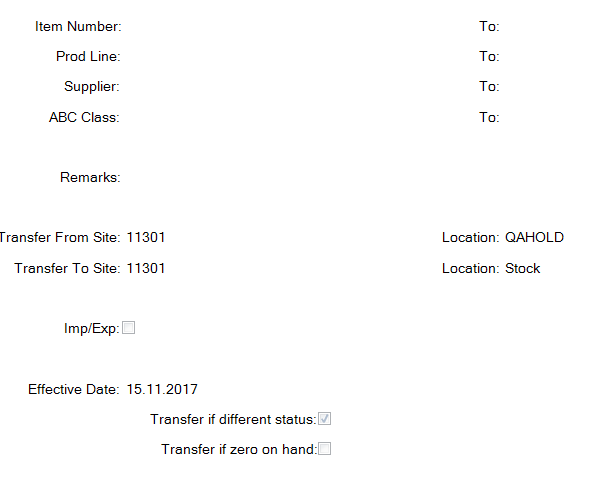 Item Number: To:
Prod Line: To:
Supplier: To:
ABC Class: To:
Remarks:
Transfer From Site: 11301 Location: QAHOLD
Transfer To Site: 11301 Location: Stock
Imp/Exp:
Effective Date: 15.11.2017
Transfer if different status:
Transfer if zero on hand: